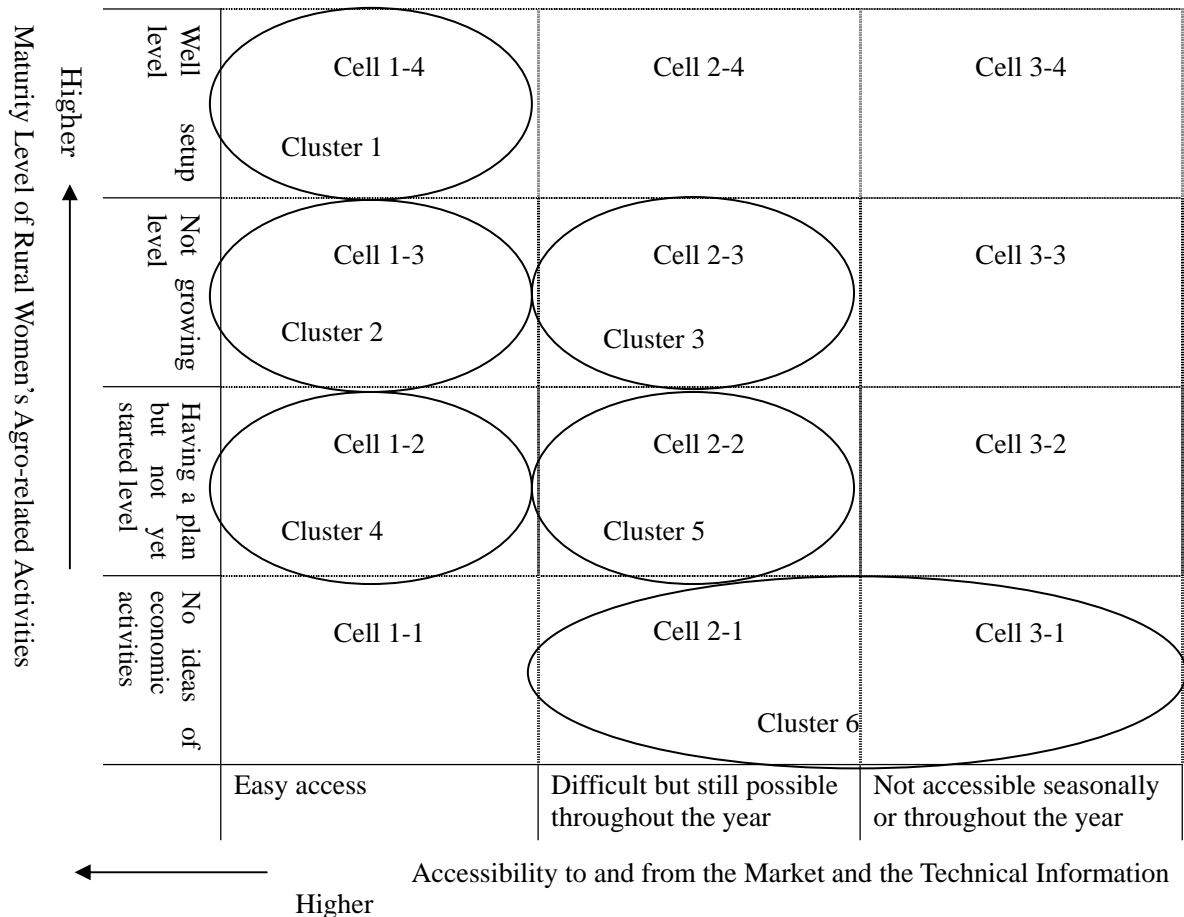 Maturity Level of Rural Women's Agro-related Activities
Higher
Well setup
level
Cell 1-4
Cluster 1
Cell 2-4
Cell 3-4
Not growing
level
Cell 1-3
Cluster 2
Cell 2-3
Cluster 3
Cell 3-3
Having a plan
but not yet
started level
Cell 1-2
Cluster 4
Cell 2-2
Cluster 5
Cell 3-2
No ideas of
economic
activities
Cell 1-1
Cell 2-1
Cell 3-1
Cluster 6
Easy access
Difficult but still possible
throughout the year
Not accessible seasonally
or throughout the year
Accessibility to and from the Market and the Technical Information
Higher